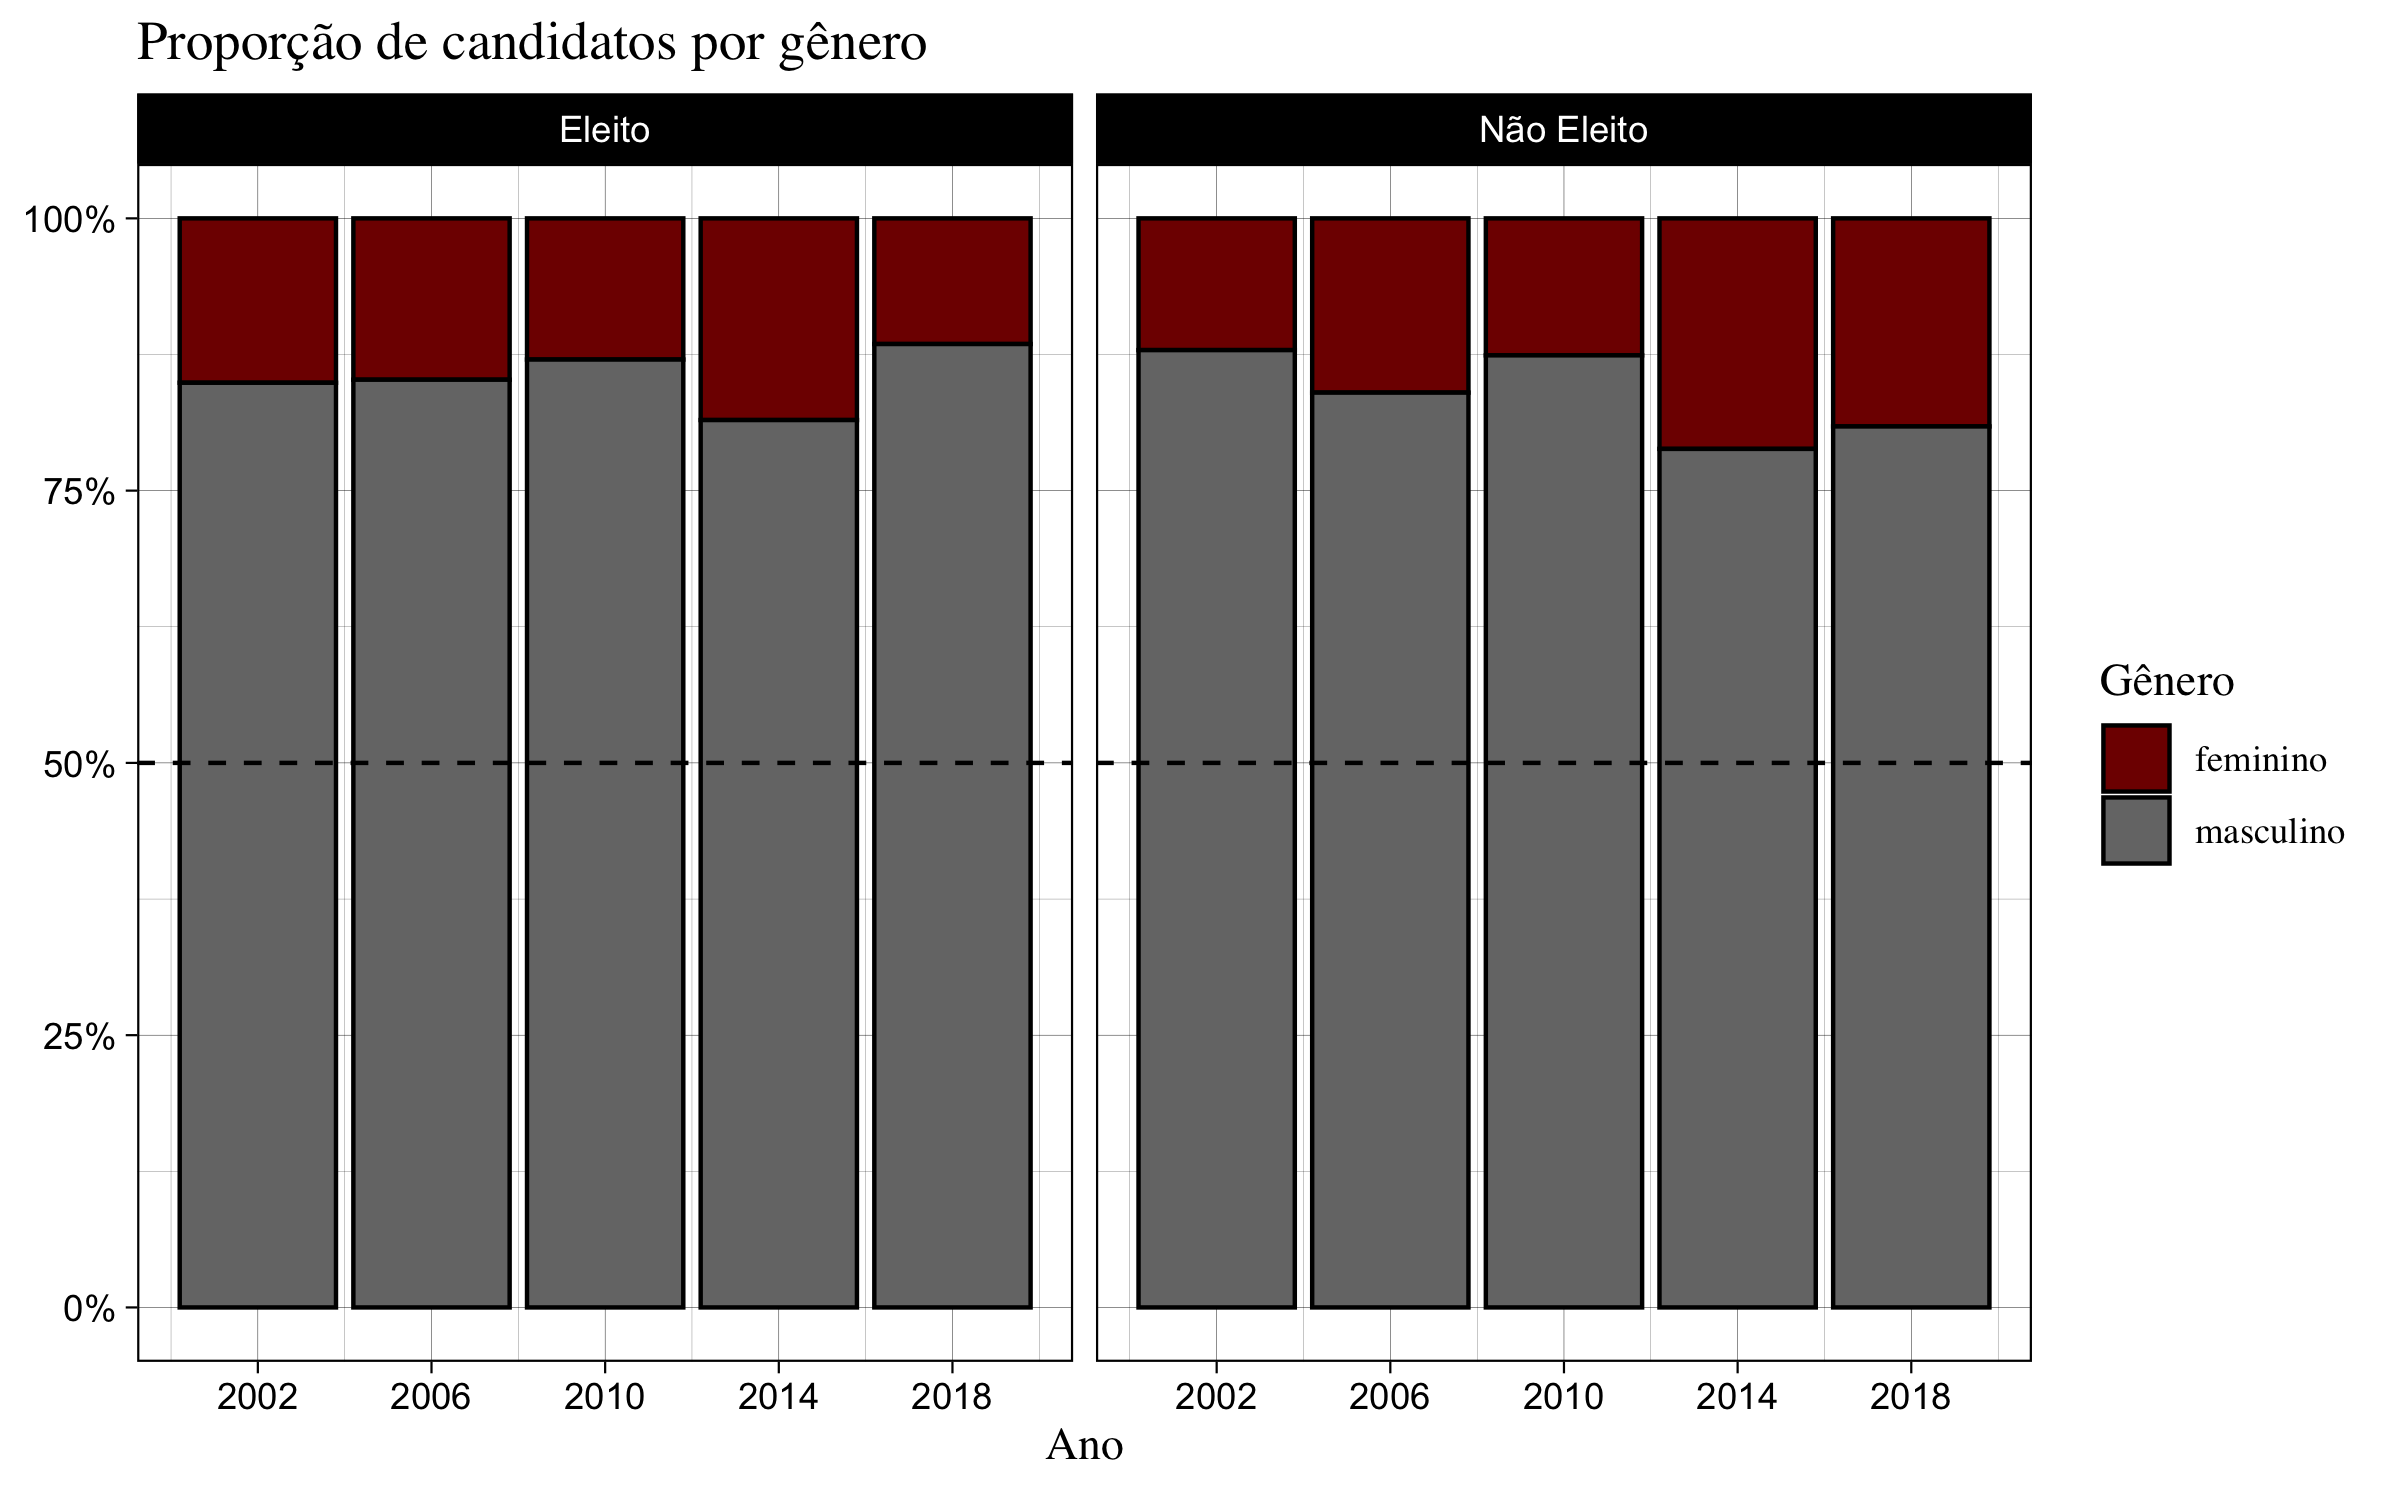 Proporção de candidatos por gênero
Eleito
Não Eleito
100%
75%
50%
25%
0%
2002 2006 2010 2014 2018
2002 2006 2010 2014 2018
Ano
Gênero
feminino
masculino